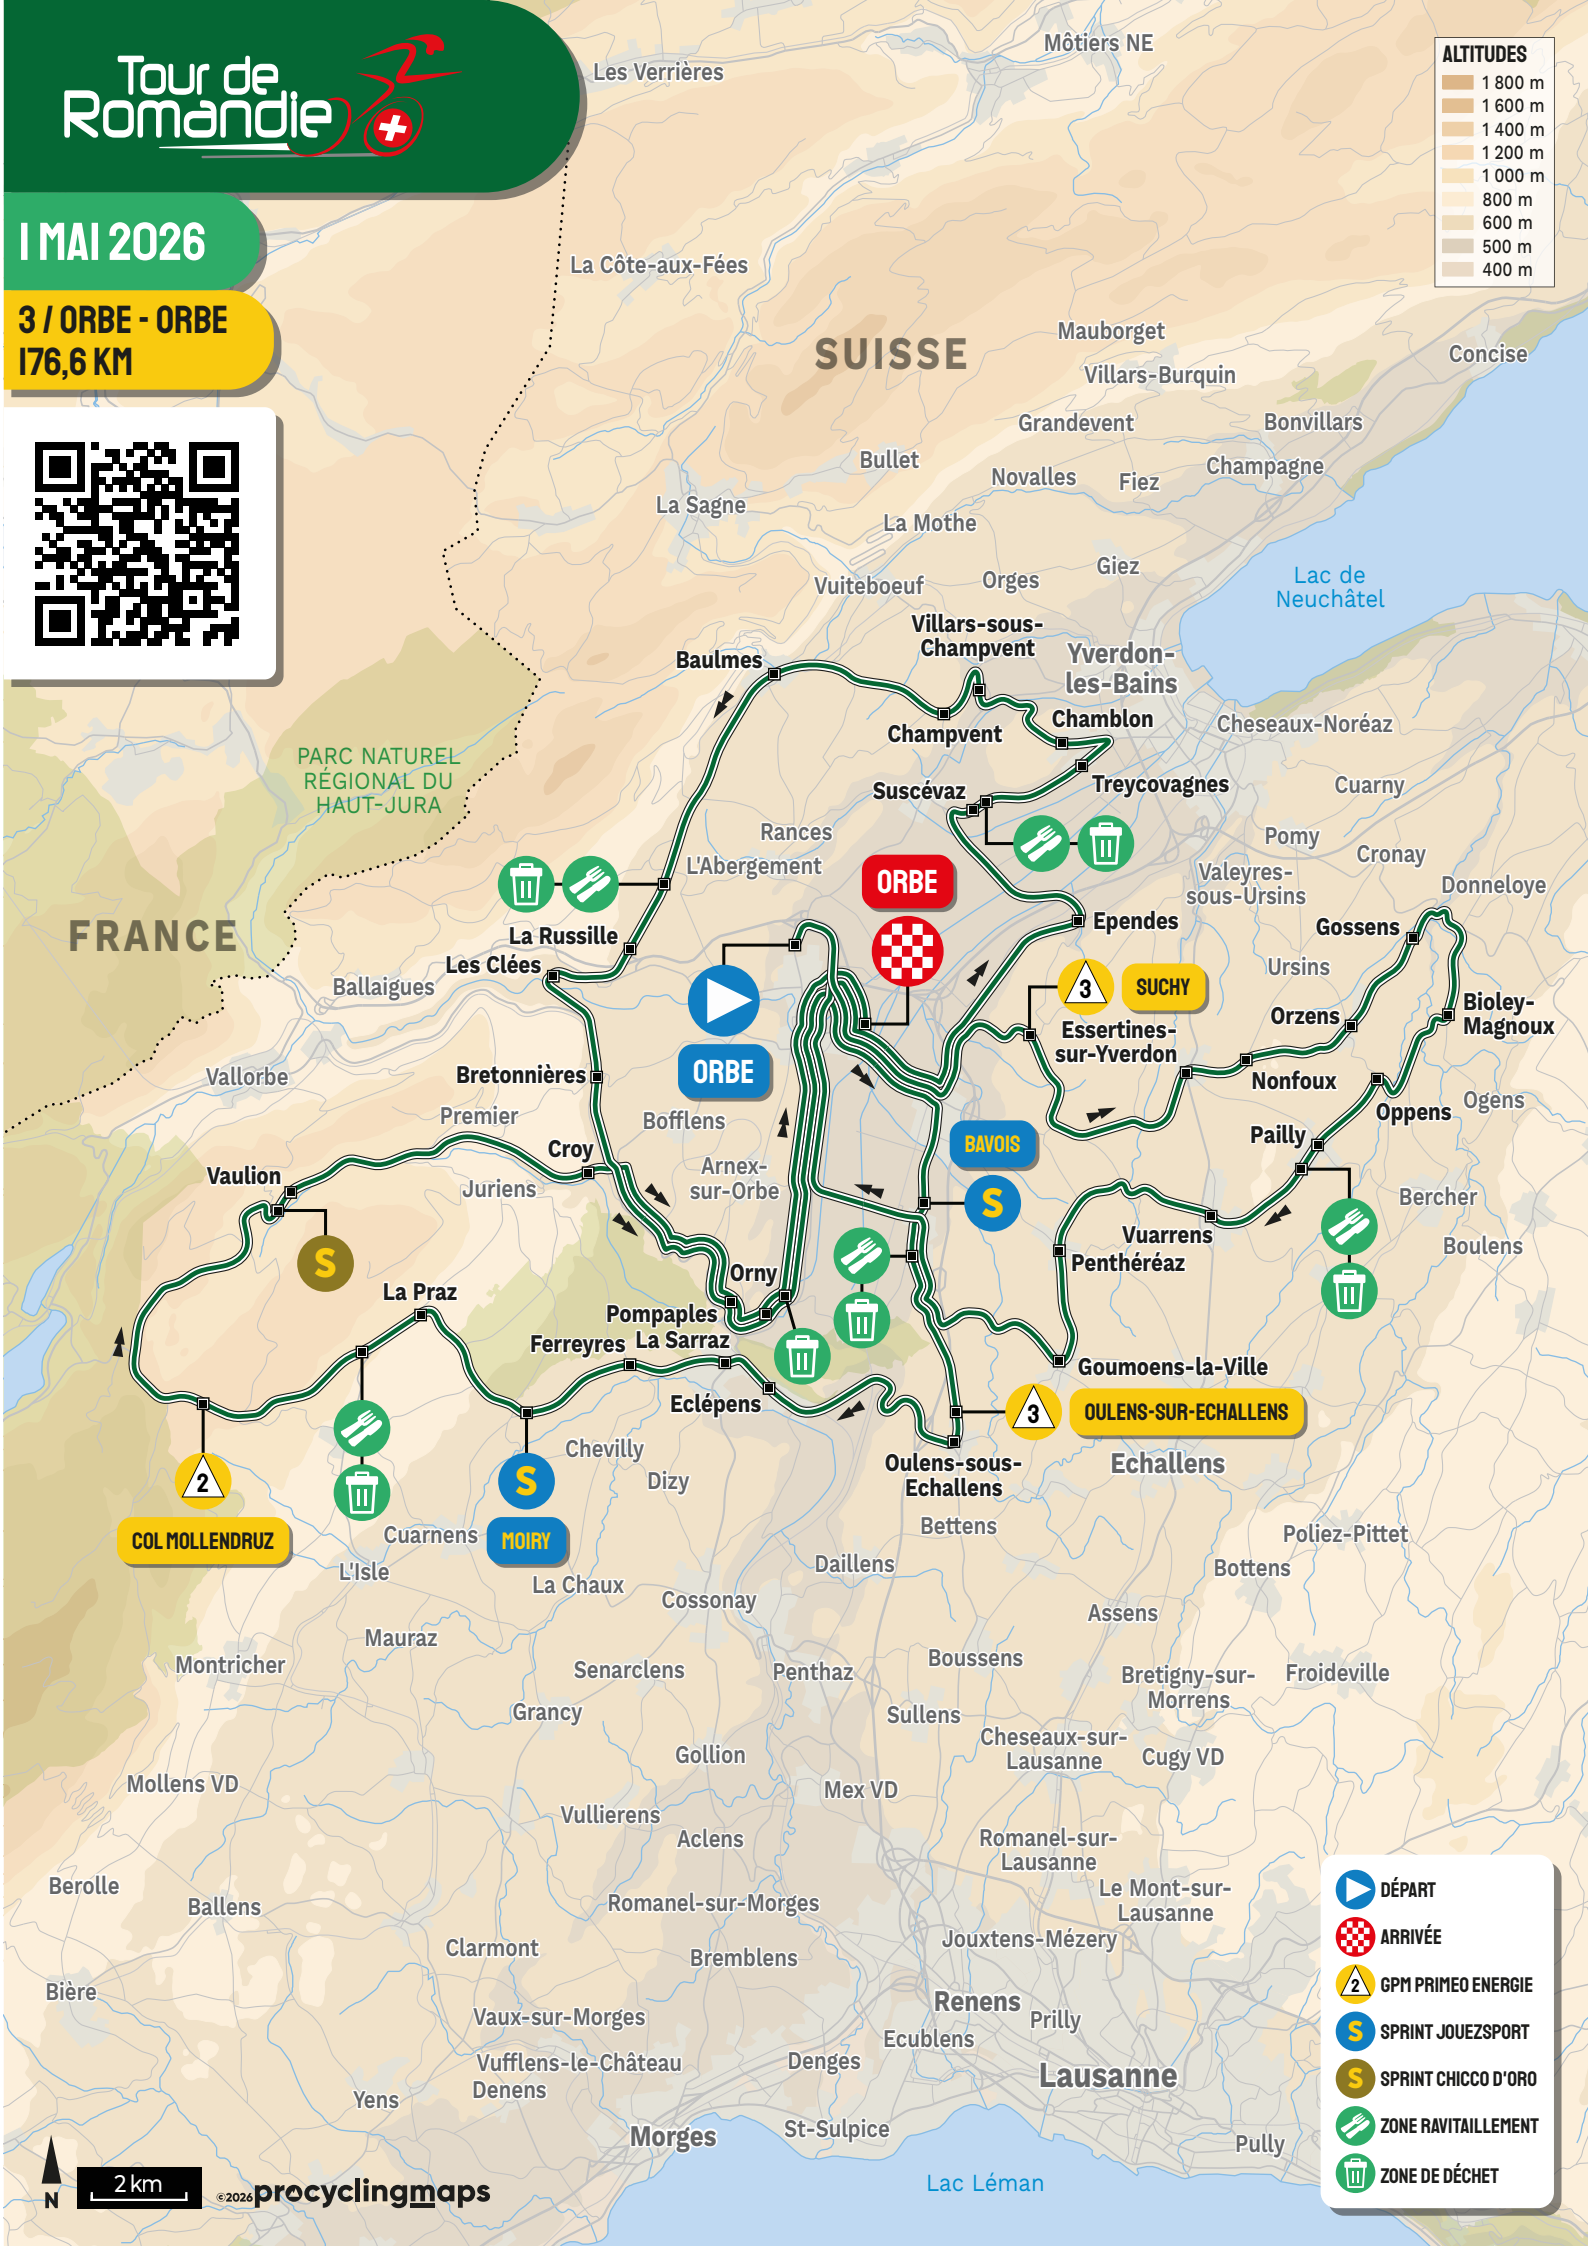 Tour de
Romandie
1 MAI 2026
3 / ORBE - ORBE
176,6 KM
ALTITUDES
1 800 m
1 600 m
1 400 m
1 200 m
1 000 m
800 m
600 m
500 m
400 m
Môtiers NE
Les Verrières
La Côte-aux-Fées
SUISSE
Mauborget
Concise
Villars-Burquin
Grandevent
Bonvillars
Bullet
Champagne
Novalles
Fiez
La Sagne
La Mothe
Giez
Orges
Vuiteboeuf
Lac de
Neuchâtel
Villars-sous-
Champvent
Yverdon-
les-Bains
Baulmes
Chamblon
Cheseaux-Noréaz
Champvent
PARC NATUREL
RÉGIONAL DU
HAUT-JURA
Suscévaz
Treycovagnes
Cuarny
Rances
Pomy
Cronay
L'Abergement
Valeyres-
sous-Ursins
Donneloye
ORBE
FRANCE
La Russille
Ependes
Gossens
Les Clées
Ursins
Ballaigues
3
SUCHY
Bioley-
Magnoux
Orzens
Essertines-
sur-Yverdon
ORBE
Vallorbe
Bretonnières
Nonfoux
Premier
Bofflens
Oppens
Ogens
Croy
BAVOIS
Pailly
Vaulion
Arnex-
sur-Orbe
Juriens
S
Bercher
Vuarrens
Boulens
S
Penthéréaz
Orny
La Praz
Pompaples
Ferreyres
La Sarraz
Goumoens-la-Ville
Eclépens
3
OULENS-SUR-ECHALLENS
Chevilly
Oulens-sous-
Echallens
Echallens
2
S
Dizy
COL MOLLENDRUZ
Cuarnens
MOIRY
Bettens
Poliez-Pittet
L'Isle
La Chaux
Daillens
Bottens
Cossonay
Assens
Mauraz
Montricher
Senarclens
Penthaz
Boussens
Bretigny-sur-
Morrens
Froideville
Grancy
Sullens
Cheseaux-sur-
Lausanne
Cugy VD
Gollion
Mollens VD
Mex VD
Vullierens
Aclens
Romanel-sur-
Lausanne
Berolle
Ballens
Romanel-sur-Morges
Le Mont-sur-
Lausanne
Clarmont
Bremblens
Jouxtens-Mézery
Bière
Renens
Vaux-sur-Morges
Prilly
Ecublens
Vufflens-le-Château
Denges
Denens
Lausanne
Yens
Morges
St-Sulpice
Pully
Lac Léman
DÉPART
ARRIVÉE
2
GPM PRIMEO ENERGIE
S
SPRINT JOUEZSPORT
S
SPRINT CHICCO D'ORO
ZONE RAVITAILLEMENT
ZONE DE DÉCHET
N
2 km
©2026 procyclingmaps